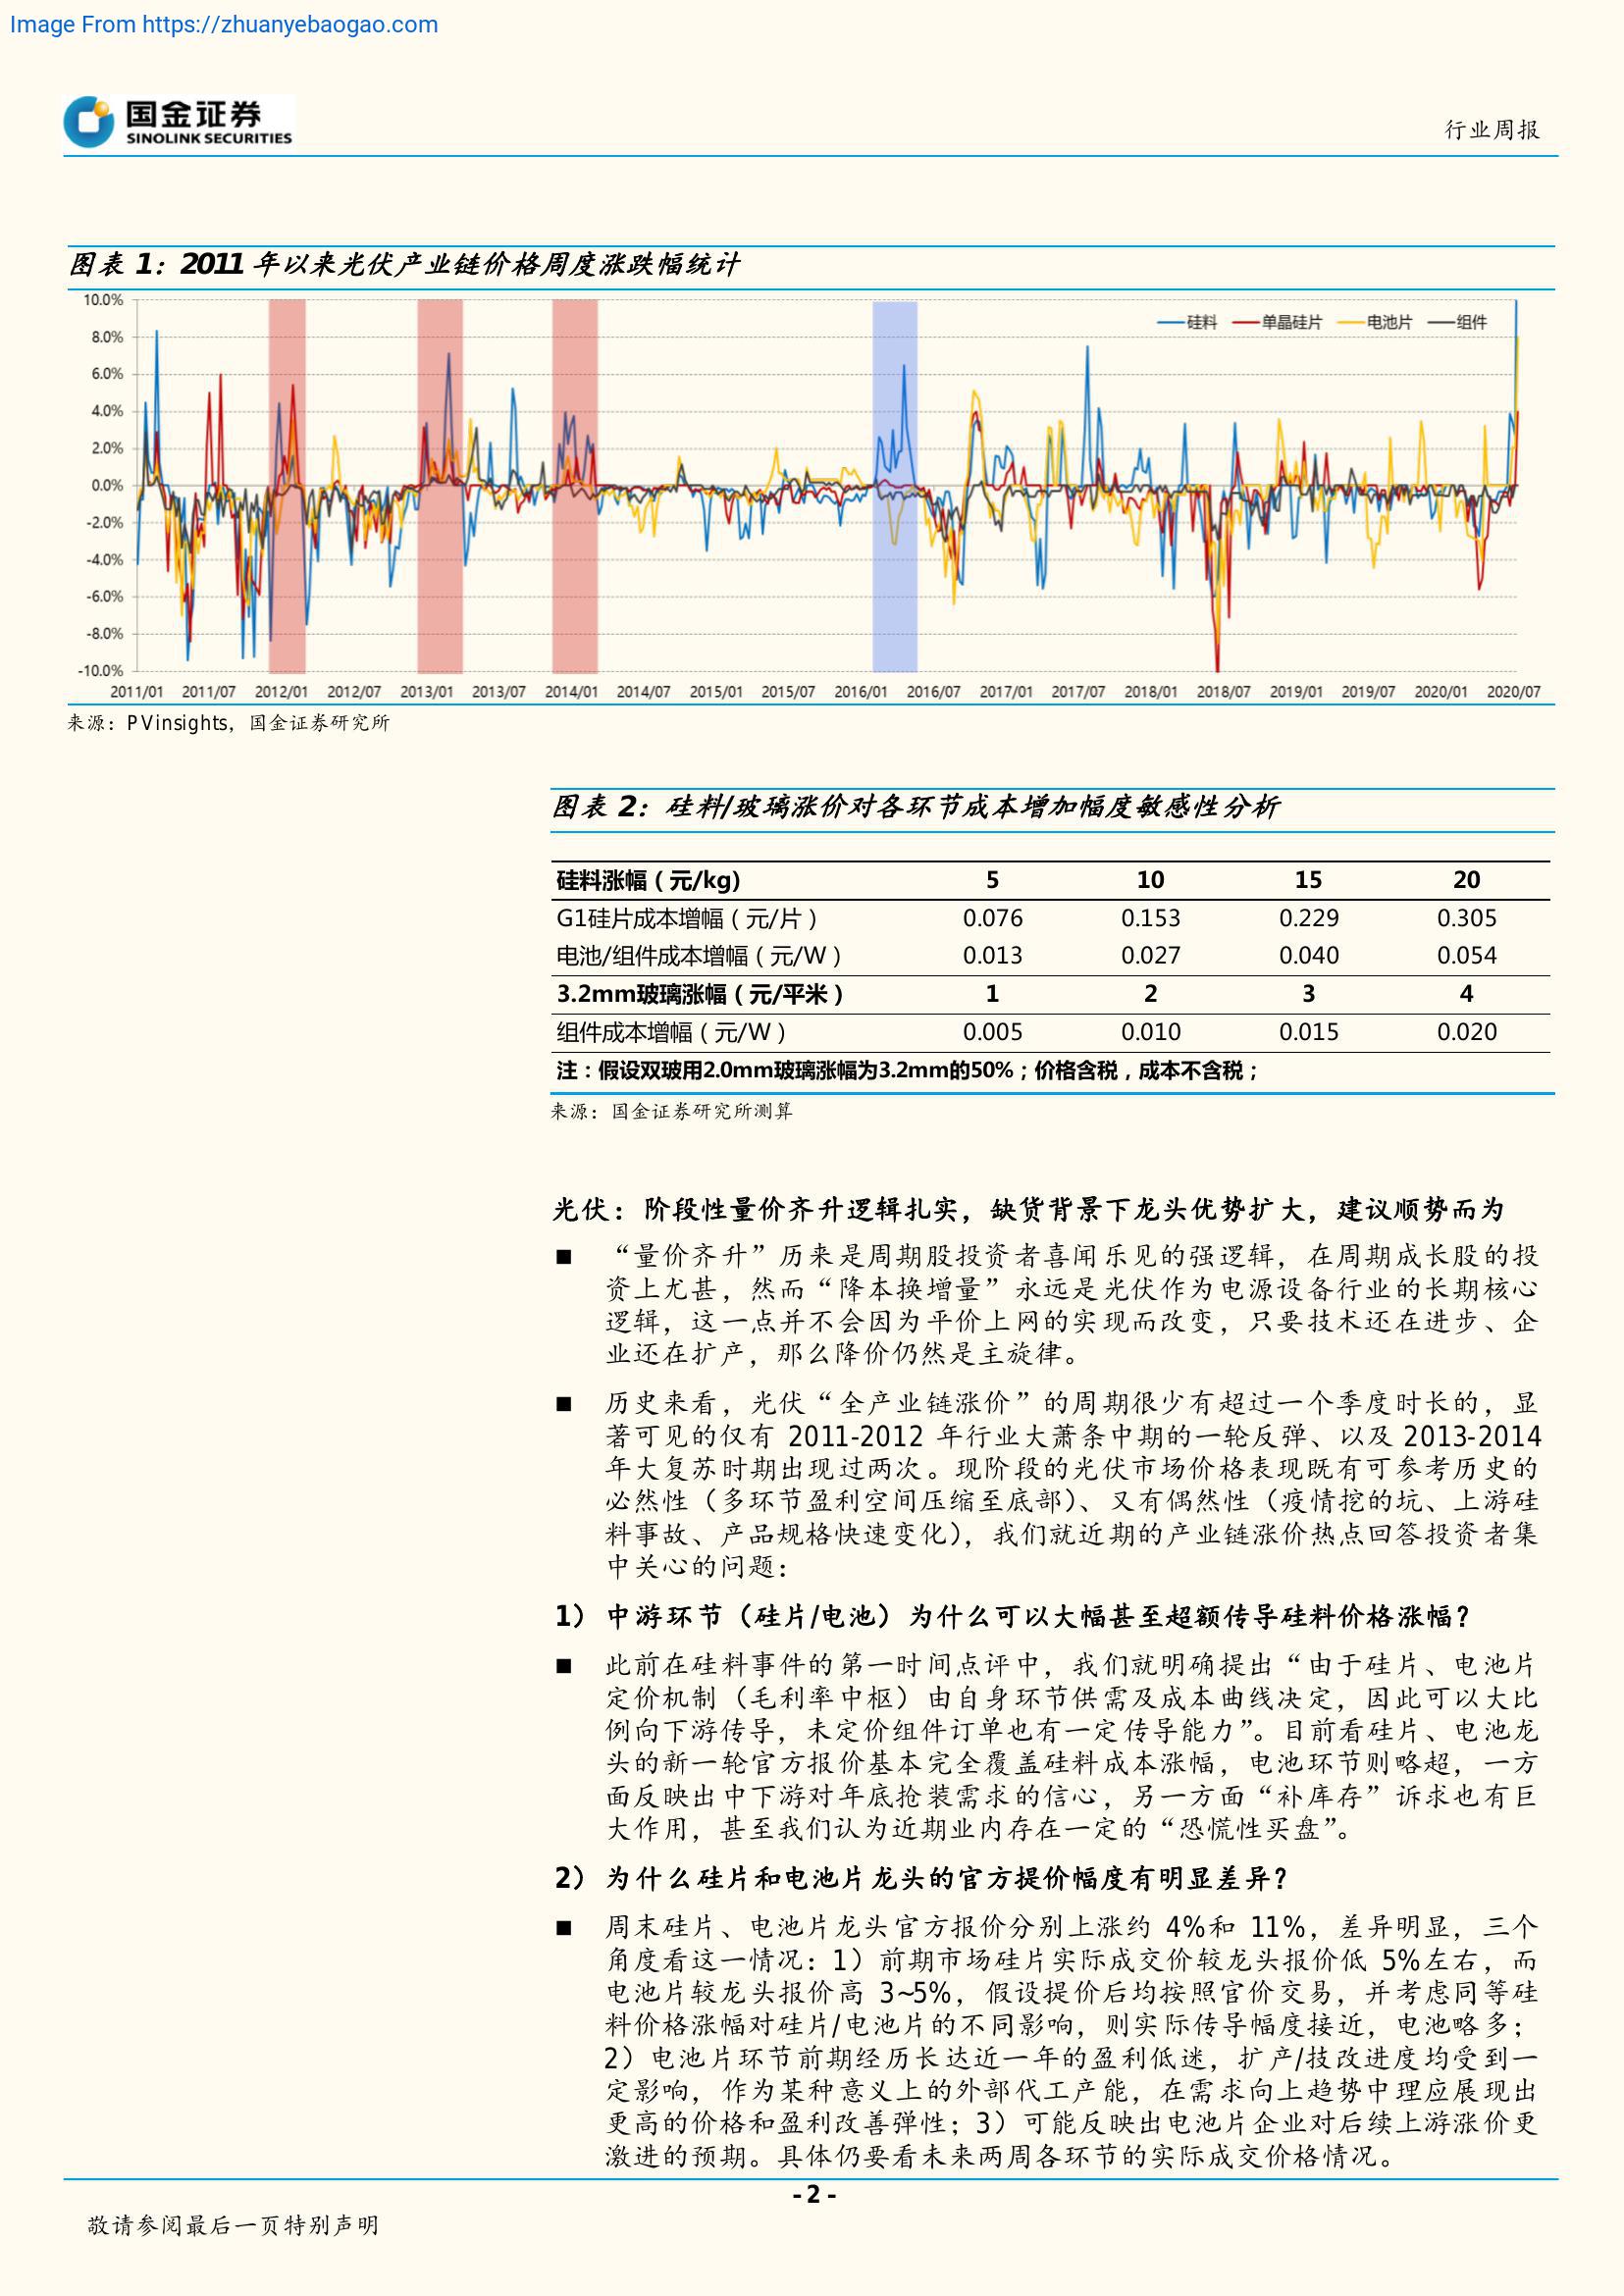 Image From https://zhuanyebaogao.com
国金证券
SINOLINK SECURITIES
行业周报
图表 1：2011 年以来光伏产业链价格周度涨跌幅统计
10.0%
8.0%
6.0%
4.0%
2.0%
0.0%
-2.0%
-4.0%
-6.0%
-8.0%
-10.0%
硅料 单晶硅片 电池片 组件
2011/01 2011/07 2012/01 2012/07 2013/01 2013/07 2014/01 2014/07 2015/01 2015/07 2016/01 2016/07 2017/01 2017/07 2018/01 2018/07 2019/01 2019/07 2020/01 2020/07
来源：PVinsights，国金证券研究所
图表 2：硅料/玻璃涨价对各环节成本增加幅度敏感性分析
硅料涨幅（元/kg) 5 10 15 20
G1硅片成本增幅（元/片） 0.076 0.153 0.229 0.305
电池/组件成本增幅（元/W） 0.013 0.027 0.040 0.054
3.2mm玻璃涨幅（元/平米） 1 2 3 4
组件成本增幅（元/W） 0.005 0.010 0.015 0.020
注：假设双玻用2.0mm玻璃涨幅为3.2mm的50%；价格含税，成本不含税；
来源：国金证券研究所测算
光伏：阶段性量价齐升逻辑扎实，缺货背景下龙头优势扩大，建议顺势而为
■ “量价齐升”历来是周期股投资者喜闻乐见的强逻辑，在周期成长股的投
资上尤甚，然而“降本换增量”永远是光伏作为电源设备行业的长期核心
逻辑，这一点并不会因为平价上网的实现而改变，只要技术还在进步、企
业还在扩产，那么降价仍然是主旋律。
■ 历史来看，光伏“全产业链涨价”的周期很少有超过一个季度时长的，显
著可见的仅有 2011-2012 年行业大萧条中期的一轮反弹、以及 2013-2014
年大复苏时期出现过两次。现阶段的光伏市场价格表现既有可参考历史的
必然性（多环节盈利空间压缩至底部）、又有偶然性（疫情挖的坑、上游硅
料事故、产品规格快速变化），我们就近期的产业链涨价热点回答投资者集
中关心的问题：
1） 中游环节（硅片/电池）为什么可以大幅甚至超额传导硅料价格涨幅？
■ 此前在硅料事件的第一时间点评中，我们就明确提出“由于硅片、电池片
定价机制（毛利率中枢）由自身环节供需及成本曲线决定，因此可以大比
例向下游传导，未定价组件订单也有一定传导能力”。目前看硅片、电池龙
头的新一轮官方报价基本完全覆盖硅料成本涨幅，电池环节则略超，一方
面反映出中下游对年底抢装需求的信心，另一方面“补库存”诉求也有巨
大作用，甚至我们认为近期业内存在一定的“恐慌性买盘”。
2） 为什么硅片和电池片龙头的官方提价幅度有明显差异？
■ 周末硅片、电池片龙头官方报价分别上涨约 4%和 11%，差异明显，三个
角度看这一情况：1）前期市场硅片实际成交价较龙头报价低 5%左右，而
电池片较龙头报价高 3~5%，假设提价后均按照官价交易，并考虑同等硅
料价格涨幅对硅片/电池片的不同影响，则实际传导幅度接近，电池略多；
2）电池片环节前期经历长达近一年的盈利低迷，扩产/技改进度均受到一
定影响，作为某种意义上的外部代工产能，在需求向上趋势中理应展现出
更高的价格和盈利改善弹性；3）可能反映出电池片企业对后续上游涨价更
激进的预期。具体仍要看未来两周各环节的实际成交价格情况。
- 2 -
敬请参阅最后一页特别声明